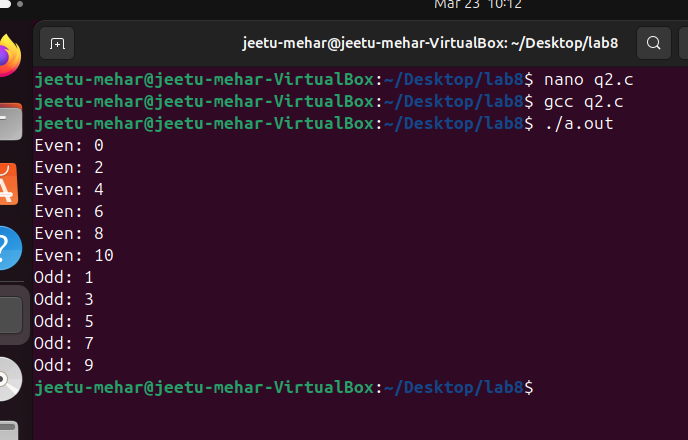 Mar 23 10:12
jeetu-mehar@jeetu-mehar-VirtualBox: ~/Desktop/lab8
jeetu-mehar@jeetu-mehar-VirtualBox:~/Desktop/lab8$ nano q2.c
jeetu-mehar@jeetu-mehar-VirtualBox:~/Desktop/lab8$ gcc q2.c
jeetu-mehar@jeetu-mehar-VirtualBox:~/Desktop/lab8$ ./a.out
Even: 0
Even: 2
Even: 4
Even: 6
Even: 8
Even: 10
Odd: 1
Odd: 3
Odd: 5
Odd: 7
Odd: 9
jeetu-mehar@jeetu-mehar-VirtualBox:~/Desktop/lab8$